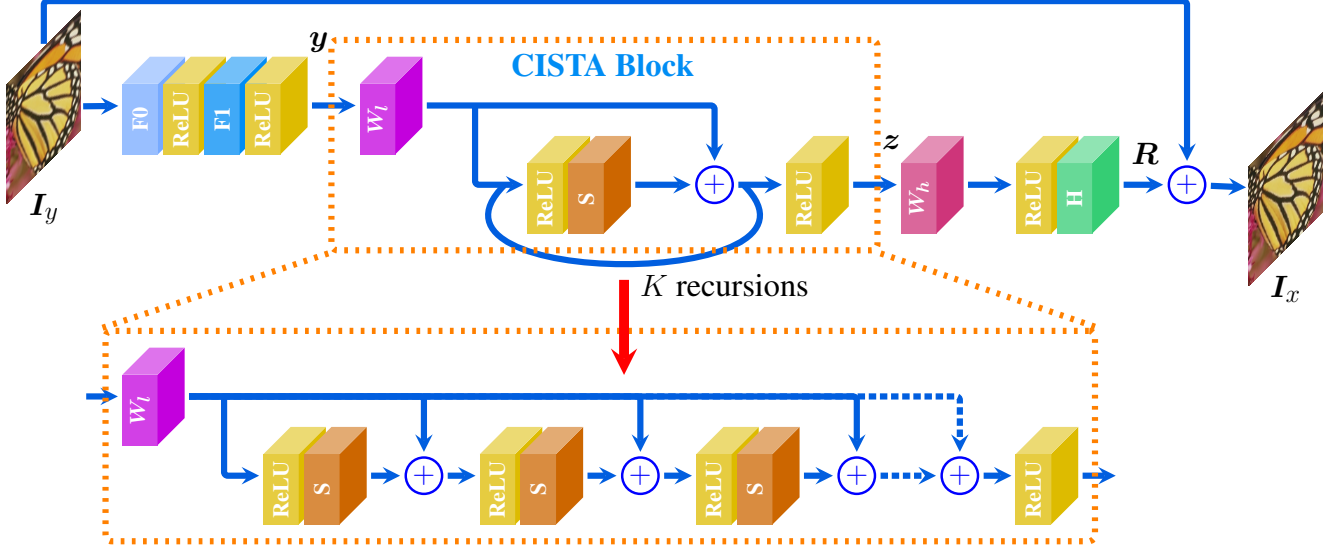 y
CISTA Block
F0 ReLU F1 ReLU
W_l
ReLU S
+
ReLU
z
W_h
ReLU H
R
+
I_y
I_x
K recursions
W_l
ReLU S
+
ReLU S
+
ReLU S
+
+
ReLU